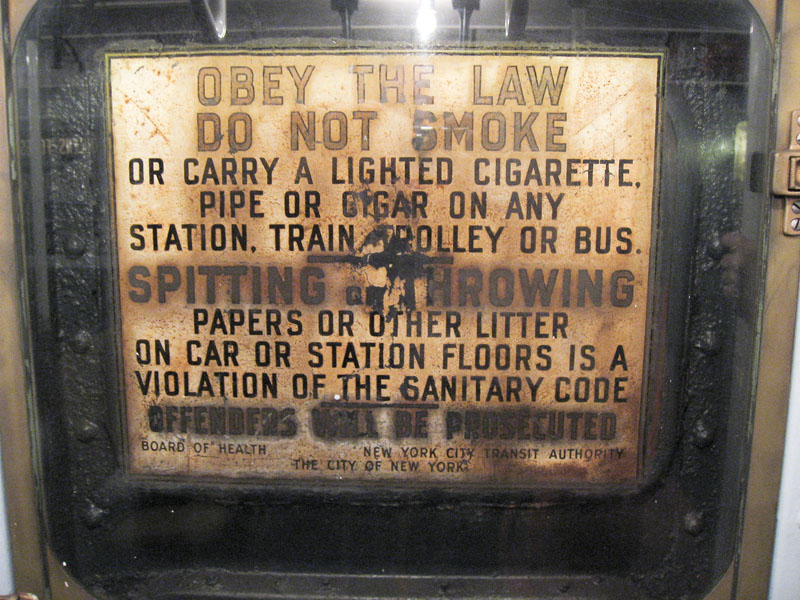 OBEY THE LAW
DO NOT SMOKE
OR CARRY A LIGHTED CIGARETTE,
PIPE OR CIGAR ON ANY
STATION, TRAIN, TROLLEY OR BUS.
SPITTING OR THROWING
PAPERS OR OTHER LITTER
ON CAR OR STATION FLOORS IS A
VIOLATION OF THE SANITARY CODE
OFFENDERS WILL BE PROSECUTED
BOARD OF HEALTH NEW YORK CITY TRANSIT AUTHORITY
THE CITY OF NEW YORK